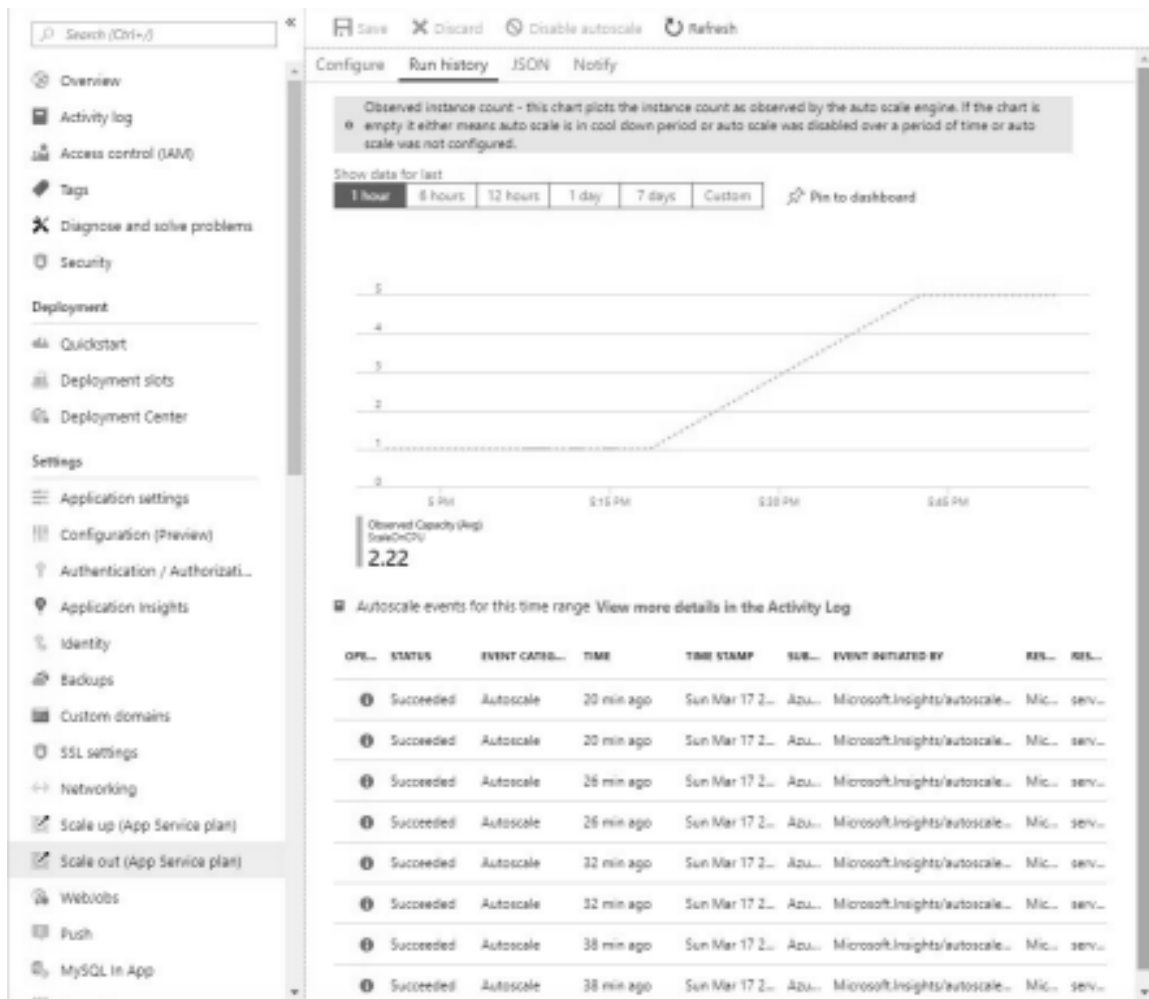 Search (Ctrl+/)
«
Overview
Activity log
Access control (IAM)
Tags
Diagnose and solve problems
Security
Deployment
Quickstart
Deployment slots
Deployment Center
Settings
Application settings
Configuration (Preview)
Authentication / Authorizati...
Application Insights
Identity
Backups
Custom domains
SSL settings
Networking
Scale up (App Service plan)
Scale out (App Service plan)
WebJobs
Push
MySQL In App
Save Discard Disable autoscale Refresh
Configure Run history JSON Notify
Observed instance count - this chart plots the instance count as observed by the auto scale engine. If the chart is
empty it either means auto scale is in cool down period or auto scale was disabled over a period of time or auto
scale was not configured.
Show data for last
1 hour 6 hours 12 hours 1 day 7 days Custom Pin to dashboard
5
4
3
2
1
0
5 PM 5:15 PM 5:30 PM 5:45 PM
Observed Capacity (Avg)
ScaleOnCPU
2.22
Autoscale events for this time range View more details in the Activity Log
OPE... STATUS EVENT CATEG... TIME TIME STAMP SUB... EVENT INITIATED BY RES... RES...
Succeeded Autoscale 20 min ago Sun Mar 17 2... Azu... Microsoft.Insights/autoscale... Mic... serv...
Succeeded Autoscale 20 min ago Sun Mar 17 2... Azu... Microsoft.Insights/autoscale... Mic... serv...
Succeeded Autoscale 26 min ago Sun Mar 17 2... Azu... Microsoft.Insights/autoscale... Mic... serv...
Succeeded Autoscale 26 min ago Sun Mar 17 2... Azu... Microsoft.Insights/autoscale... Mic... serv...
Succeeded Autoscale 32 min ago Sun Mar 17 2... Azu... Microsoft.Insights/autoscale... Mic... serv...
Succeeded Autoscale 32 min ago Sun Mar 17 2... Azu... Microsoft.Insights/autoscale... Mic... serv...
Succeeded Autoscale 38 min ago Sun Mar 17 2... Azu... Microsoft.Insights/autoscale... Mic... serv...
Succeeded Autoscale 38 min ago Sun Mar 17 2... Azu... Microsoft.Insights/autoscale... Mic... serv...